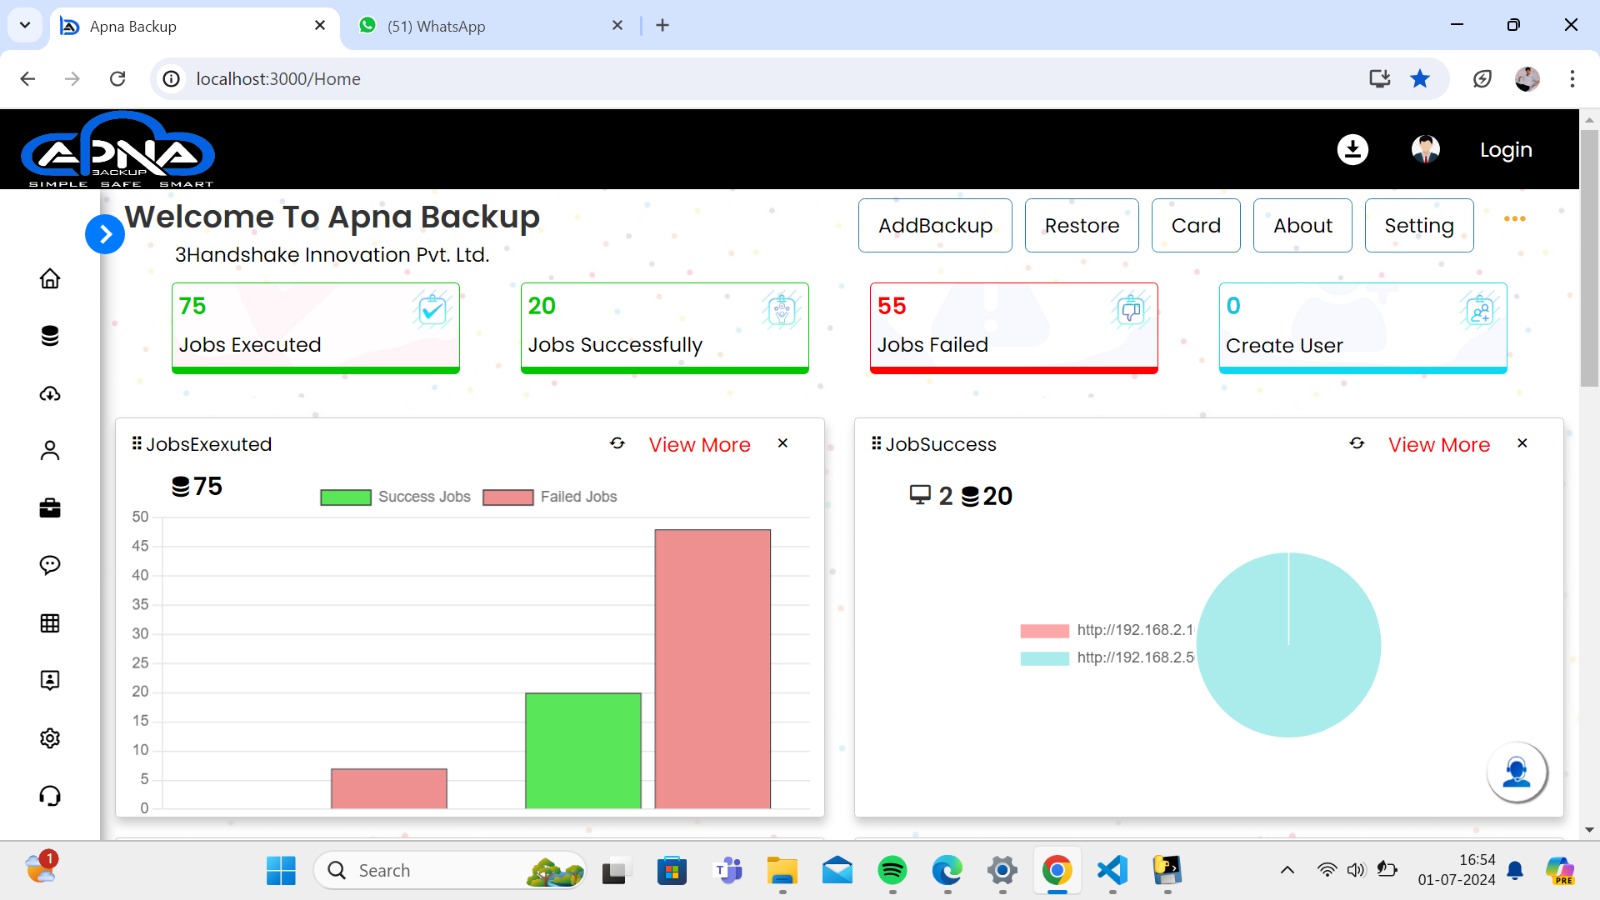 Apna Backup
(51) WhatsApp
localhost:3000/Home
APNA
BACKUP
SIMPLE SAFE SMART
Login
Welcome To Apna Backup
3Handshake Innovation Pvt. Ltd.
AddBackup
Restore
Card
About
Setting
75
Jobs Executed
20
Jobs Successfully
55
Jobs Failed
0
Create User
JobsExexuted
View More
75
Success Jobs
Failed Jobs
50
45
40
35
30
25
20
15
10
5
0
JobSuccess
View More
2 20
http://192.168.2.1
http://192.168.2.5
1
Search
16:54
01-07-2024
PRE